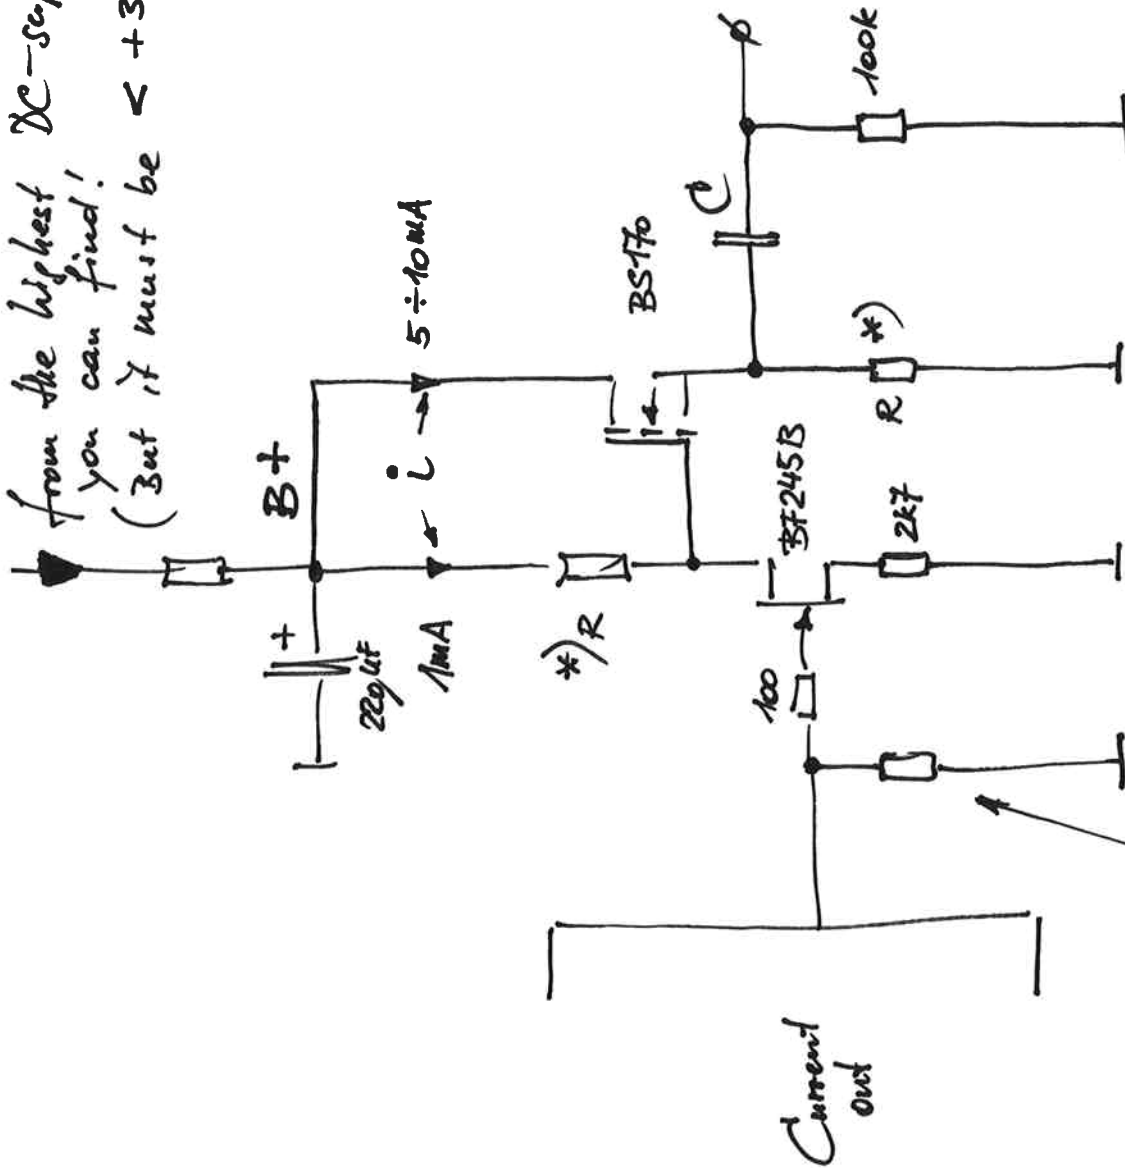 from the highest DC-sup
you can find!
(But it must be < +3
B+
+
220µF
1mA
← i →
5÷10mA
*) R
BS170
C
100k
BF245B
R *)
2k7
100
Current
out